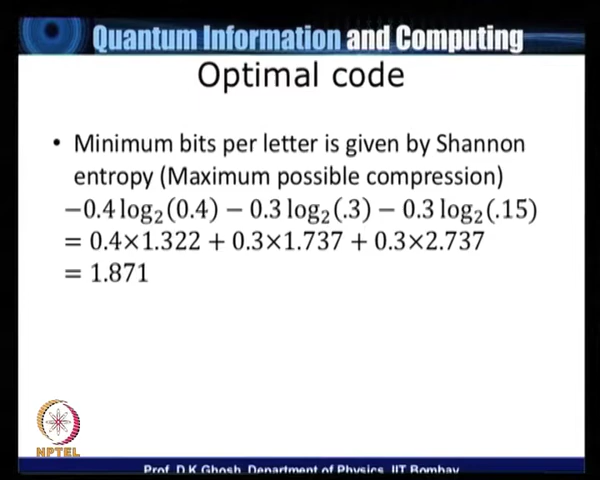 Quantum Information and Computing
Optimal code
• Minimum bits per letter is given by Shannon
entropy (Maximum possible compression)
−0.4 log₂(0.4) − 0.3 log₂(.3) − 0.3 log₂(.15)
= 0.4×1.322 + 0.3×1.737 + 0.3×2.737
= 1.871
NPTEL
Prof. D K Ghosh, Department of Physics, IIT Bombay